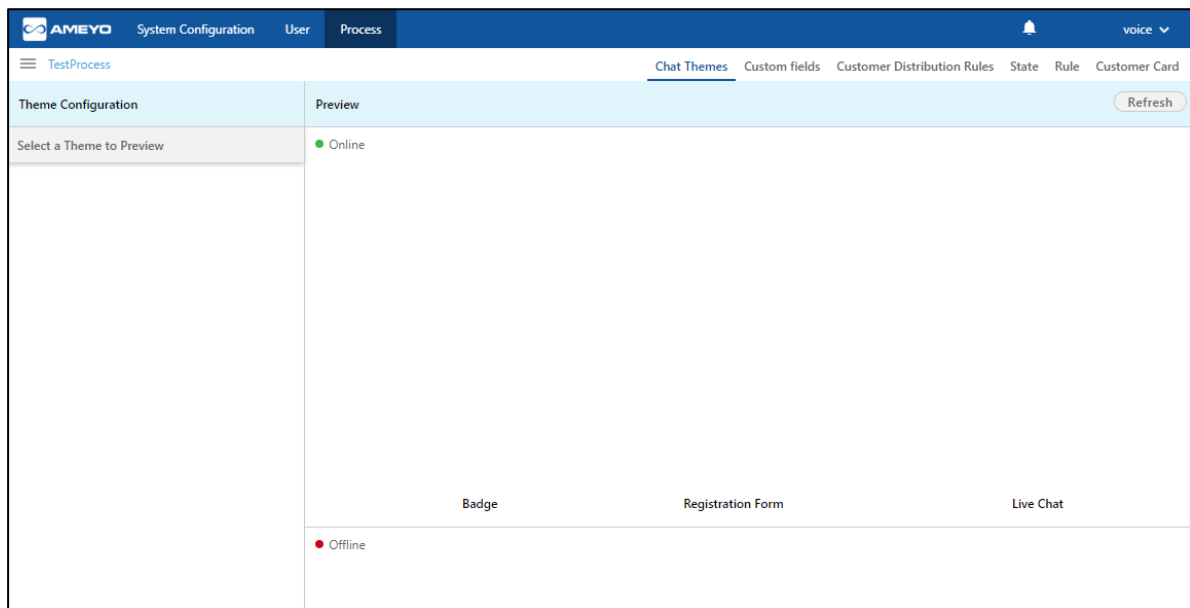 AMEYO System Configuration User Process voice
TestProcess Chat Themes Custom fields Customer Distribution Rules State Rule Customer Card
Theme Configuration Preview Refresh
Select a Theme to Preview Online
Badge Registration Form Live Chat
Offline